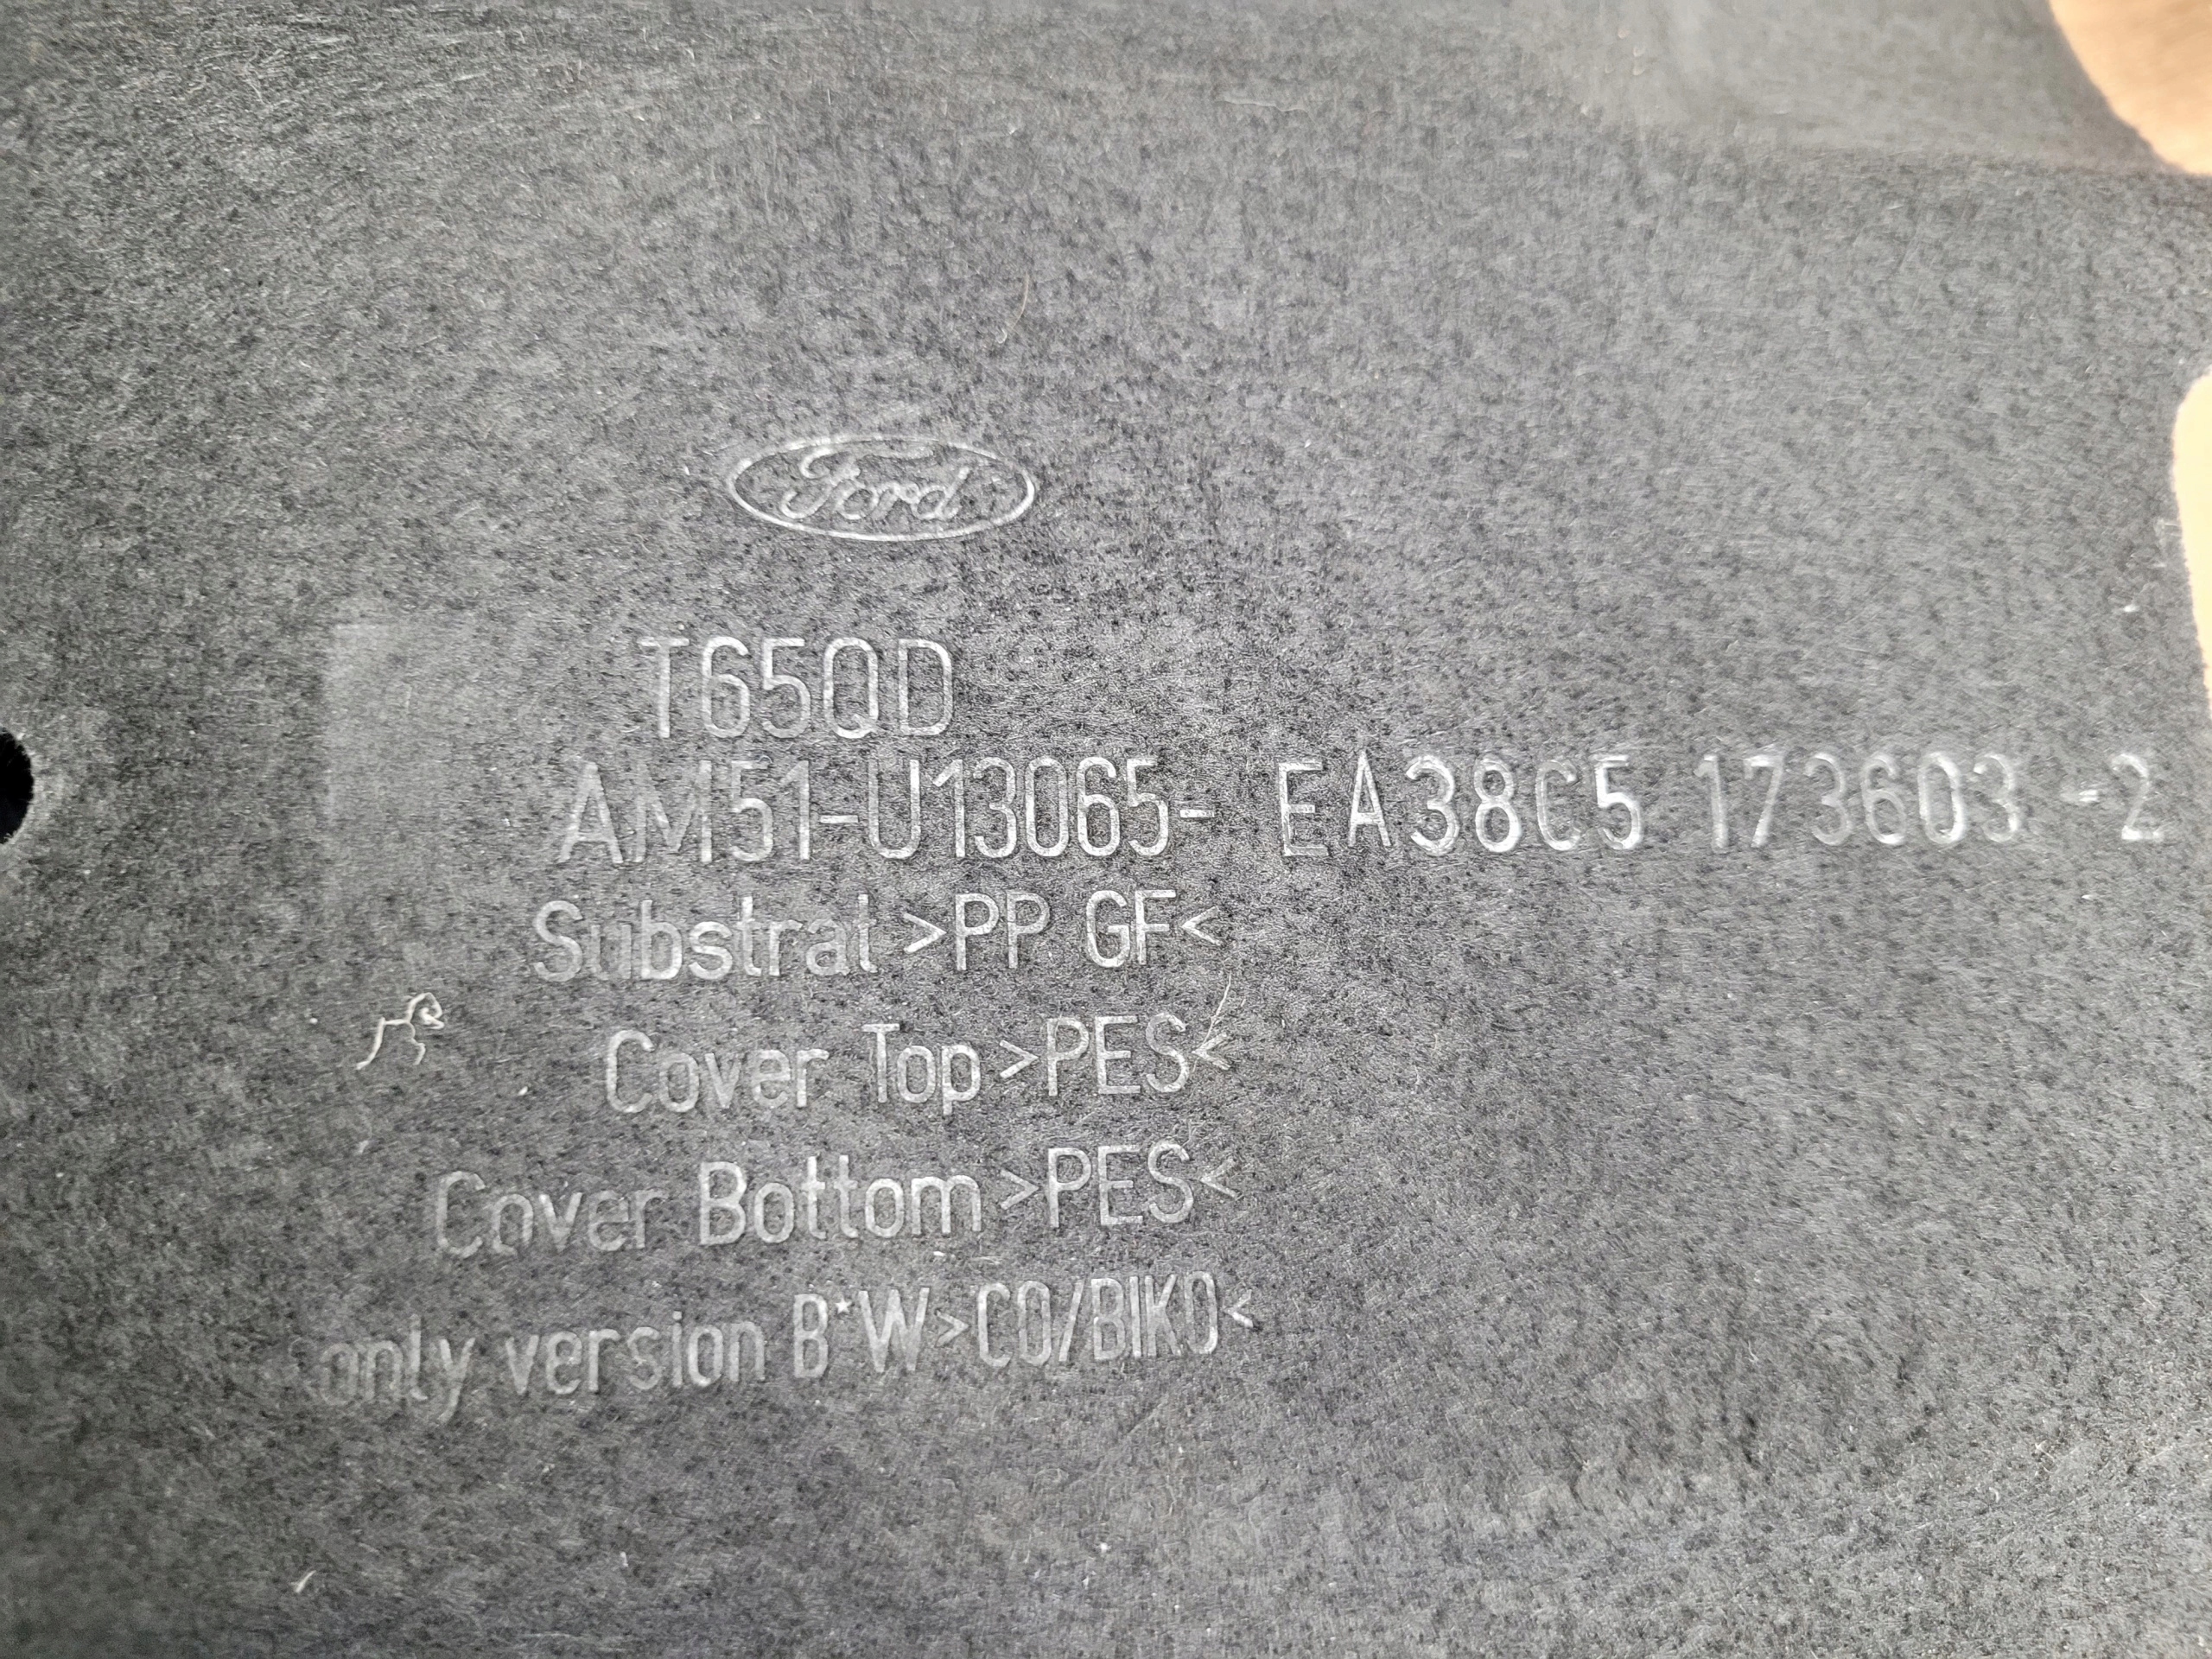 Ford
T65QD
AM51-U13065- EA38C5 173603 -2
Substrat >PP GF<
Cover Top >PES<
Cover Bottom >PES<
only version B*W >CO/BIKO<